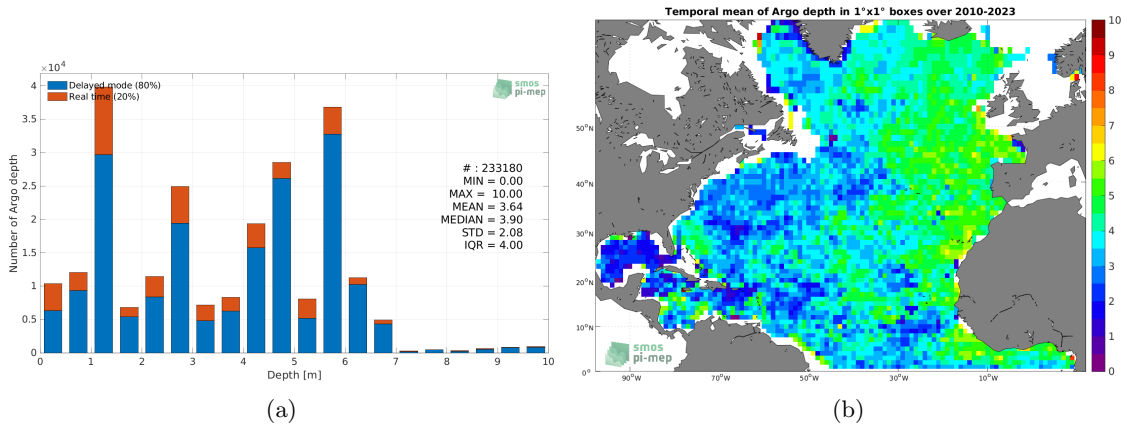 ×10⁴
Delayed mode (80%)
Real time (20%)
smos
pi-mep
4
3.5
3
2.5
2
1.5
1
0.5
0
Number of Argo depth
# : 233180
MIN = 0.00
MAX = 10.00
MEAN = 3.64
MEDIAN = 3.90
STD = 2.08
IQR = 4.00
0 1 2 3 4 5 6 7 8 9 10
Depth [m]
(a)
Temporal mean of Argo depth in 1°x1° boxes over 2010-2023
50°N
40°N
30°N
20°N
10°N
0°
90°W 70°W 50°W 30°W 10°W
smos
pi-mep
10
9
8
7
6
5
4
3
2
1
0
(b)